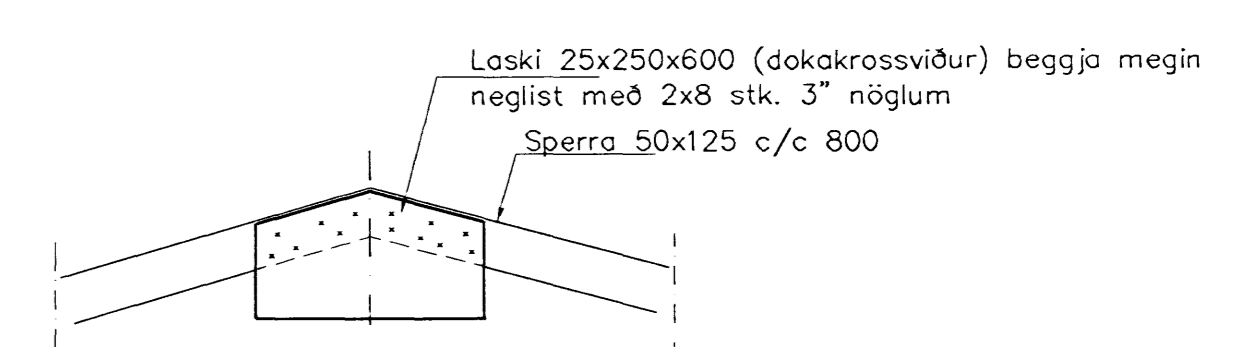 Laski 25x250x600 (dokakrossviður) beggja megin
neglist með 2x8 stk. 3" nöglum
Sperra 50x125 c/c 800